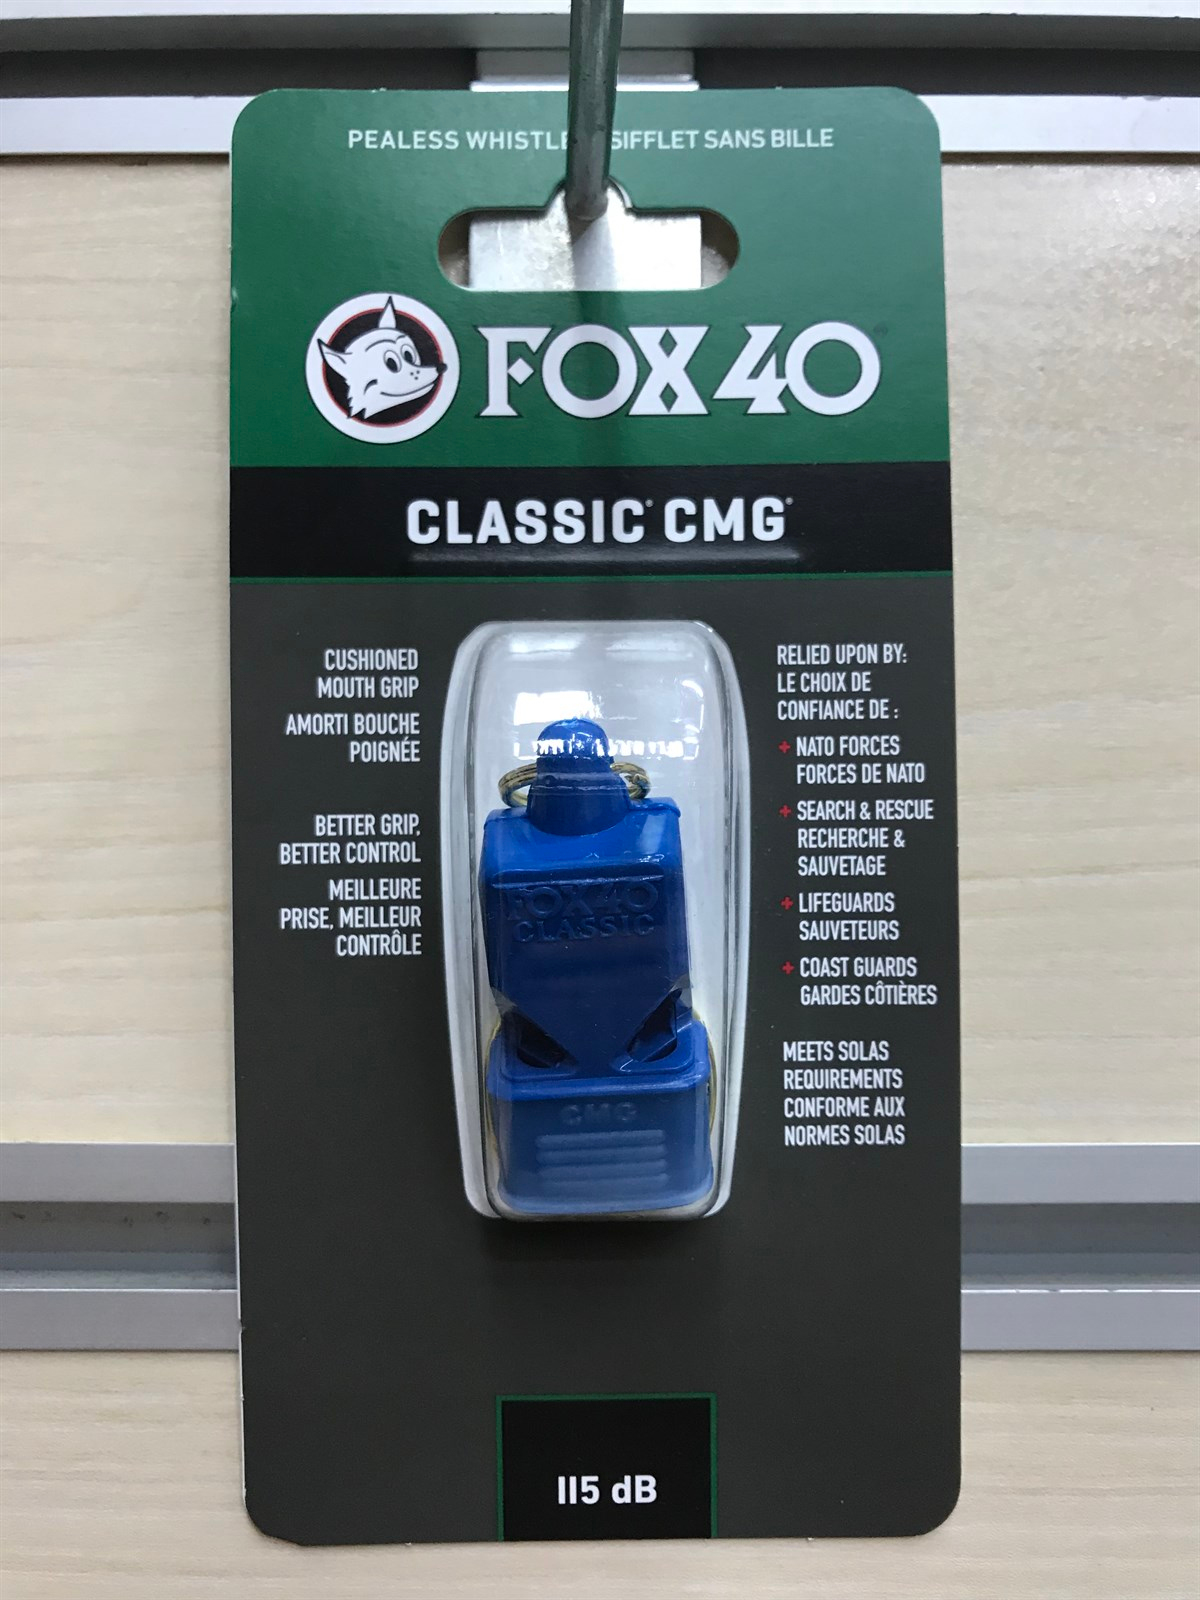 PEALESS WHISTLE SIFFLET SANS BILLE
FOX 40
CLASSIC® CMG®
CUSHIONED
MOUTH GRIP
AMORTI BOUCHE
POIGNÉE
BETTER GRIP,
BETTER CONTROL
MEILLEURE
PRISE, MEILLEUR
CONTRÔLE
FOX 40
CLASSIC
CMG
RELIED UPON BY:
LE CHOIX DE
CONFIANCE DE :
+ NATO FORCES
FORCES DE NATO
+ SEARCH & RESCUE
RECHERCHE &
SAUVETAGE
+ LIFEGUARDS
SAUVETEURS
+ COAST GUARDS
GARDES CÔTIÈRES
MEETS SOLAS
REQUIREMENTS
CONFORME AUX
NORMES SOLAS
115 dB